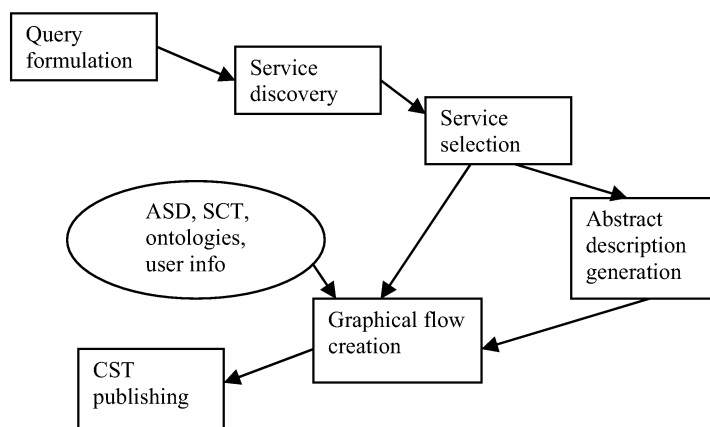 Query
formulation
Service
discovery
Service
selection
ASD, SCT,
ontologies,
user info
Abstract
description
generation
Graphical flow
creation
CST
publishing